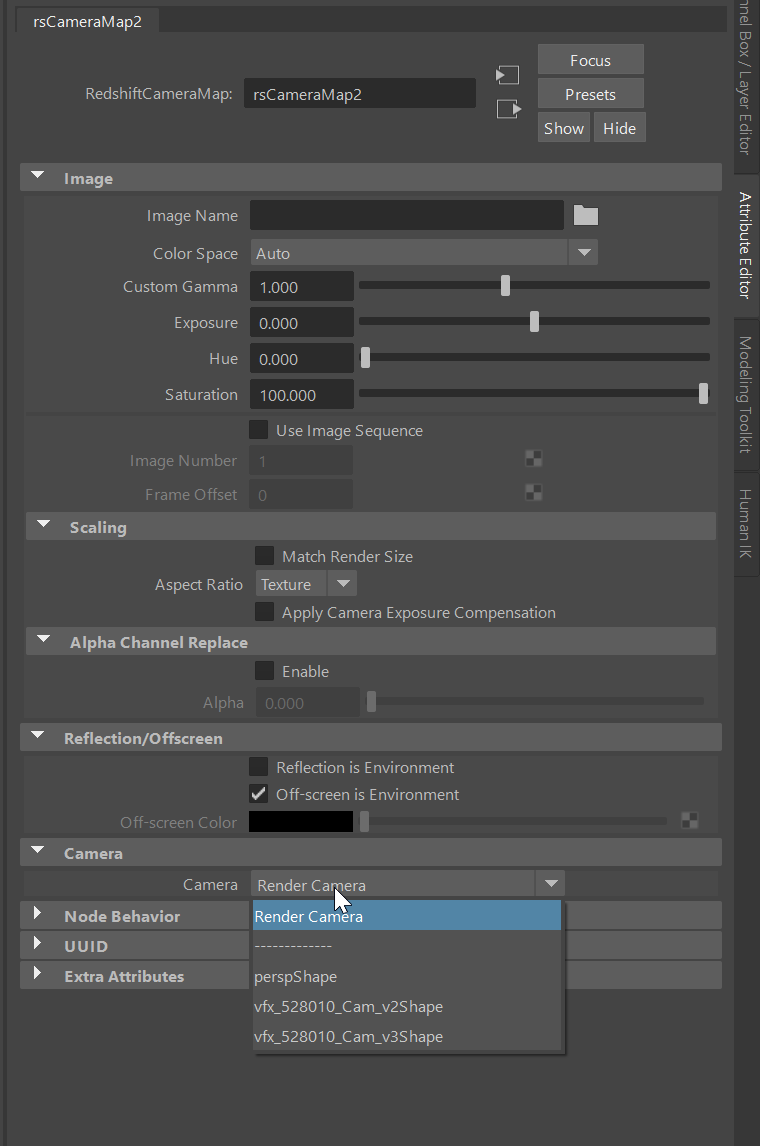 rsCameraMap2
RedshiftCameraMap: rsCameraMap2
Focus
Presets
Show Hide
Image
Image Name
Color Space Auto
Custom Gamma 1.000
Exposure 0.000
Hue 0.000
Saturation 100.000
Use Image Sequence
Image Number 1
Frame Offset 0
Scaling
Match Render Size
Aspect Ratio Texture
Apply Camera Exposure Compensation
Alpha Channel Replace
Enable
Alpha 0.000
Reflection/Offscreen
Reflection is Environment
Off-screen is Environment
Off-screen Color
Camera
Camera Render Camera
Node Behavior
UUID
Extra Attributes
Render Camera
-------------
perspShape
vfx_528010_Cam_v2Shape
vfx_528010_Cam_v3Shape
Box / Layer Editor
Attribute Editor
Modeling Toolkit
Human IK